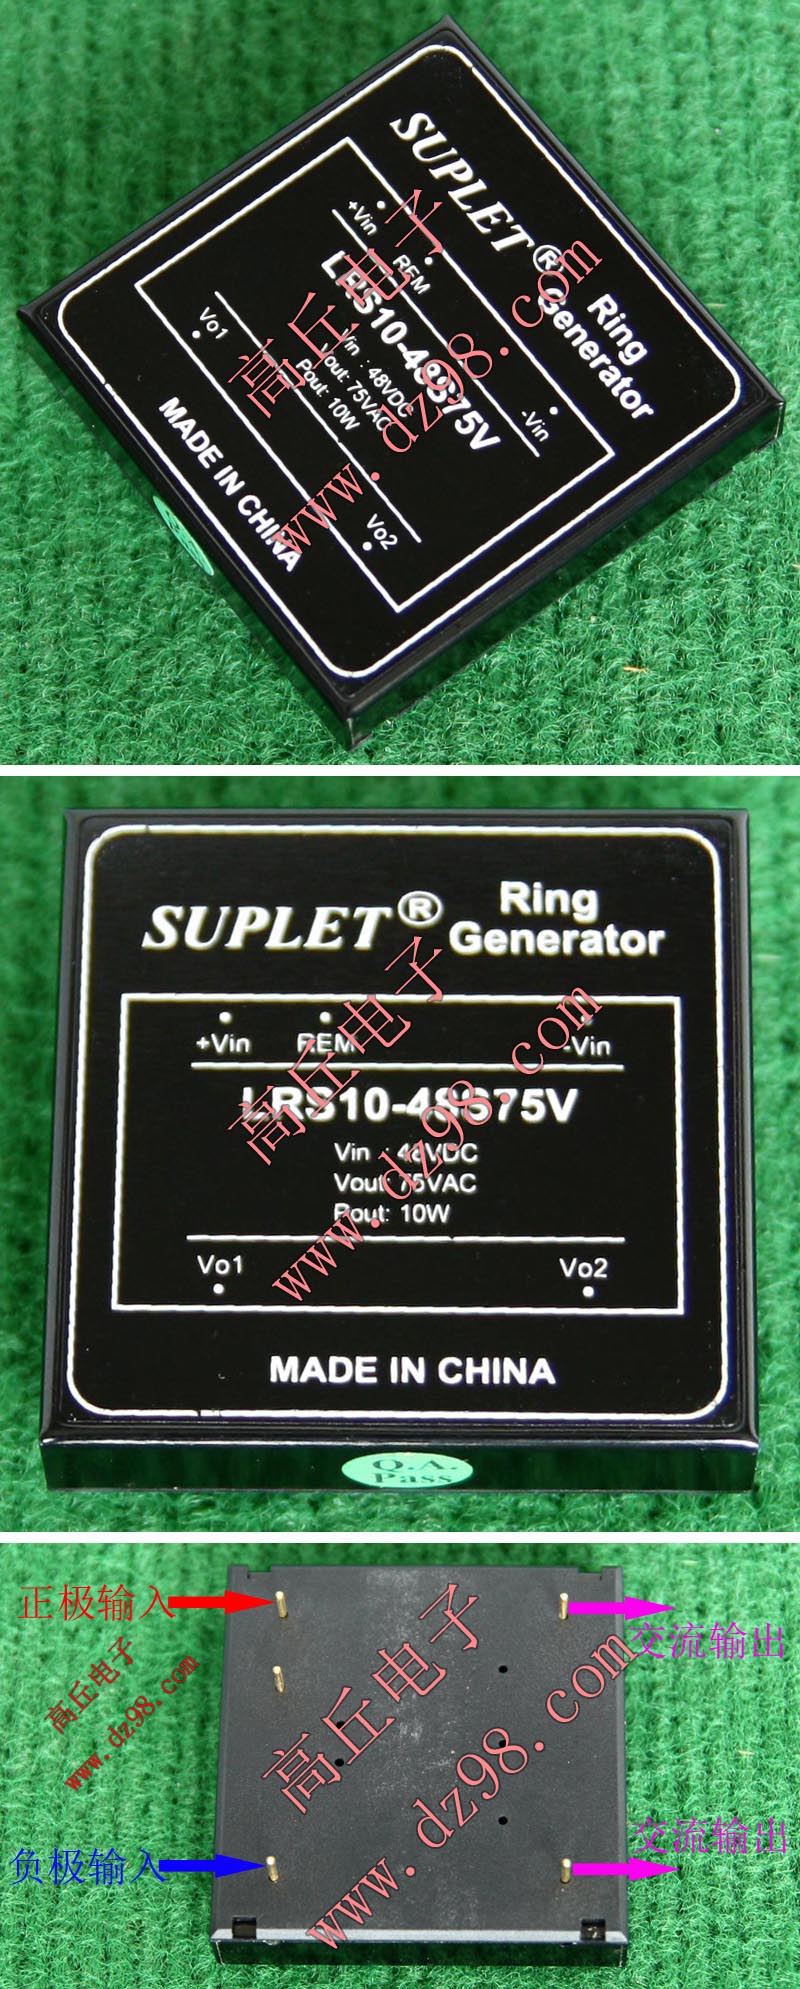 SUPLET® Ring
Generator
+Vin REM -Vin
LRS10-48S75V
Vin : 48VDC
Vout: 75VAC
Pout: 10W
Vo1 Vo2
MADE IN CHINA
高丘电子
www.dz98.com
SUPLET® Ring
Generator
+Vin REM -Vin
LRS10-48S75V
Vin : 48VDC
Vout: 75VAC
Pout: 10W
Vo1 Vo2
MADE IN CHINA
Q.A.
Pass
高丘电子
www.dz98.com
正极输入
交流输出
高丘电子
www.dz98.com
高丘电子
www.dz98.com
负极输入
交流输出